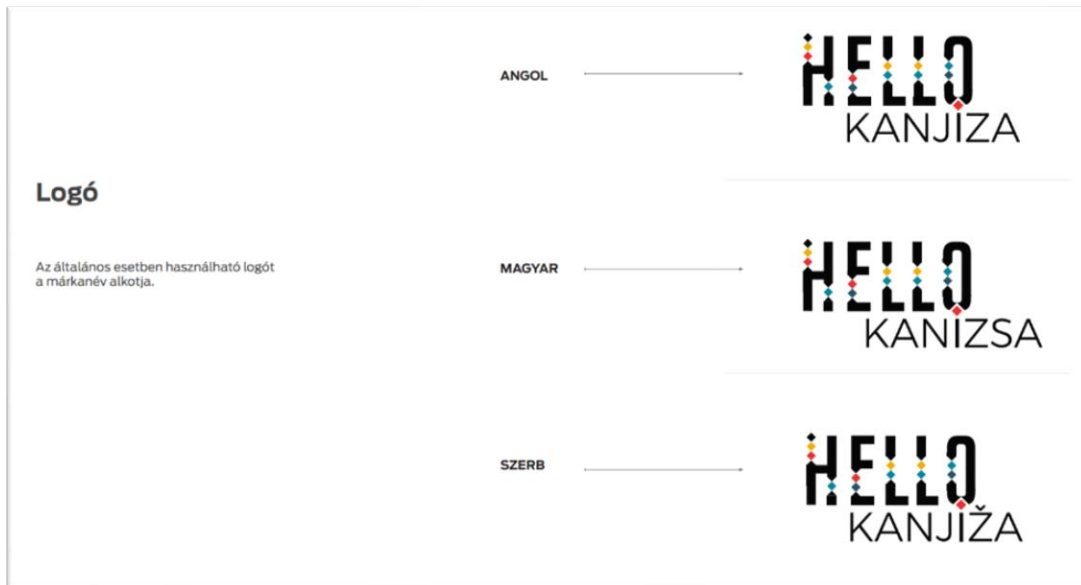 Logó
Az általános esetben használható logót
a márkanév alkotja.
ANGOL
HELLO
KANJIZA
MAGYAR
HELLO
KANIZSA
SZERB
HELLO
KANJIŽA